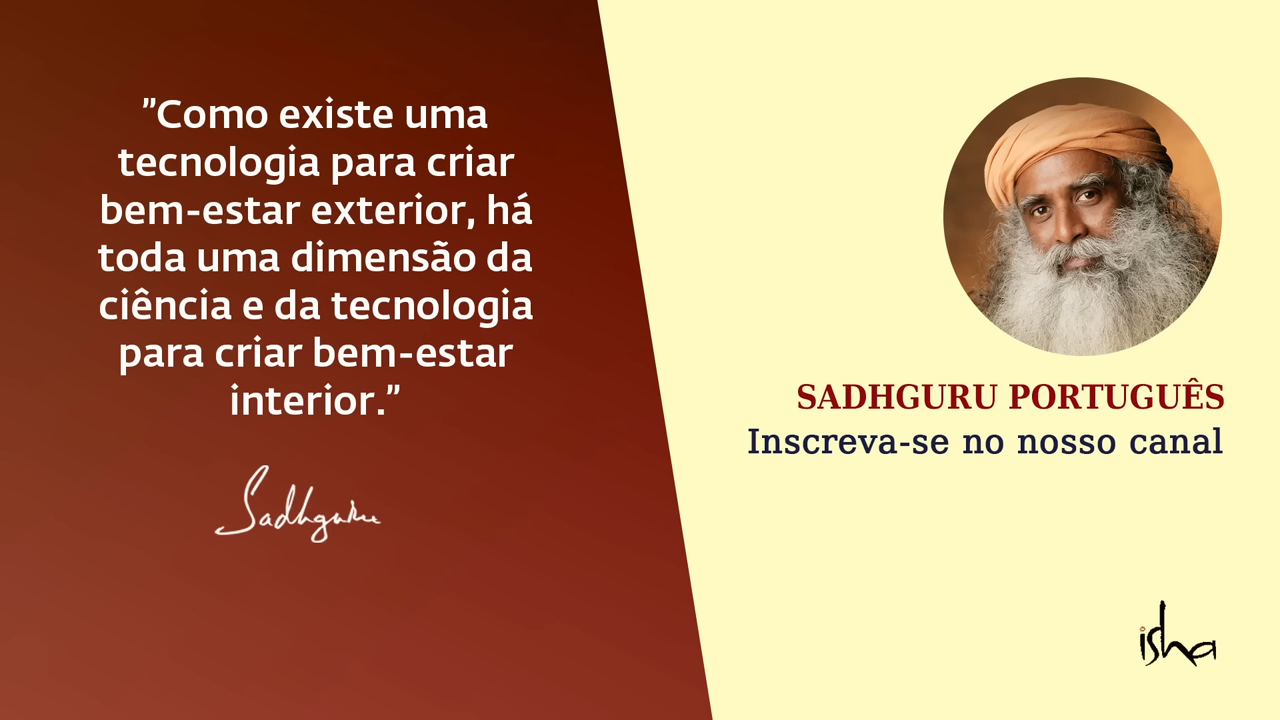 "Como existe uma
tecnologia para criar
bem-estar exterior, há
toda uma dimensão da
ciência e da tecnologia
para criar bem-estar
interior."
Sadhguru
SADHGURU PORTUGUÊS
Inscreva-se no nosso canal
isha